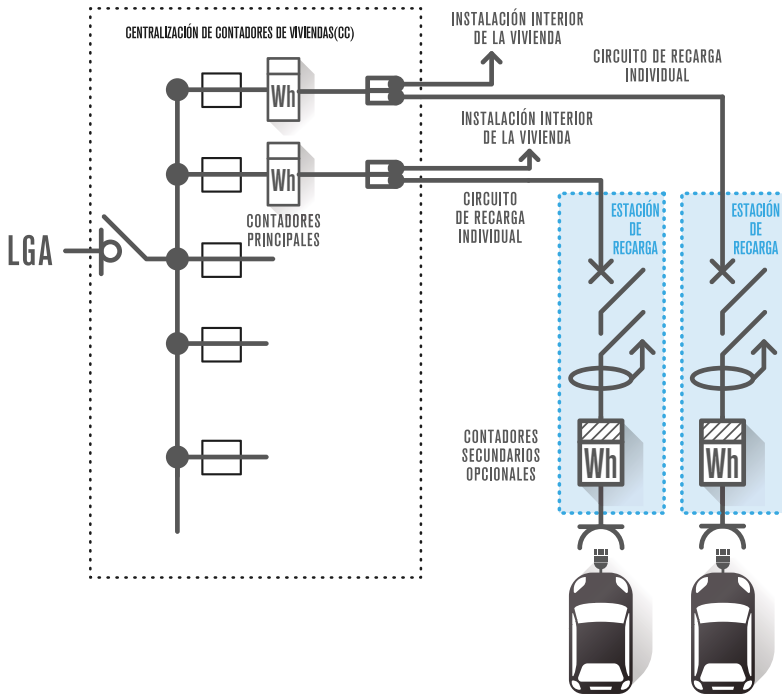 CENTRALIZACIÓN DE CONTADORES DE VIVIENDAS(CC)
INSTALACIÓN INTERIOR
DE LA VIVIENDA
CIRCUITO DE RECARGA
INDIVIDUAL
Wh
INSTALACIÓN INTERIOR
DE LA VIVIENDA
Wh
CIRCUITO
DE RECARGA
INDIVIDUAL
CONTADORES
PRINCIPALES
LGA
ESTACIÓN
DE
RECARGA
ESTACIÓN
DE
RECARGA
CONTADORES
SECUNDARIOS
OPCIONALES
Wh
Wh